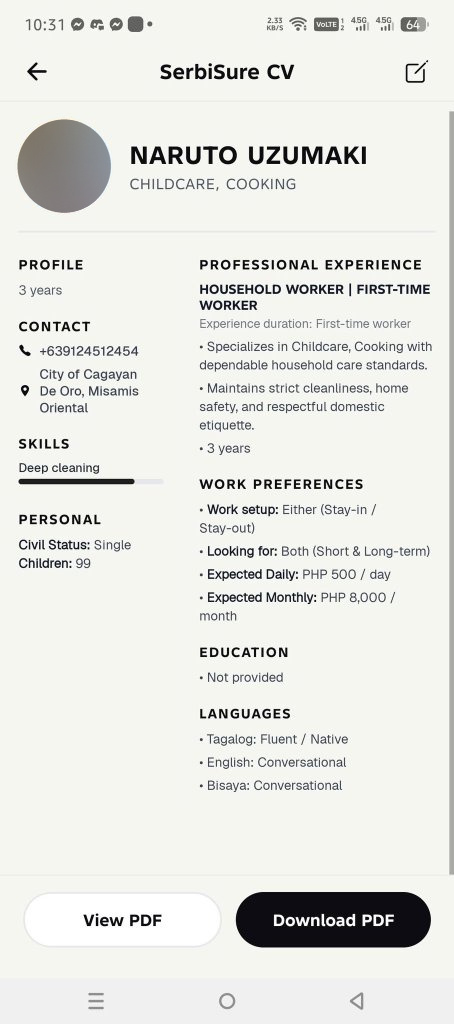 10:31
2.33 KB/S VoLTE 1 2 4.5G 4.5G 64
SerbiSure CV
NARUTO UZUMAKI
CHILDCARE, COOKING
PROFILE
3 years
CONTACT
+639124512454
City of Cagayan
De Oro, Misamis
Oriental
SKILLS
Deep cleaning
PERSONAL
Civil Status: Single
Children: 99
PROFESSIONAL EXPERIENCE
HOUSEHOLD WORKER | FIRST-TIME
WORKER
Experience duration: First-time worker
• Specializes in Childcare, Cooking with
dependable household care standards.
• Maintains strict cleanliness, home
safety, and respectful domestic
etiquette.
• 3 years
WORK PREFERENCES
• Work setup: Either (Stay-in /
Stay-out)
• Looking for: Both (Short & Long-term)
• Expected Daily: PHP 500 / day
• Expected Monthly: PHP 8,000 /
month
EDUCATION
• Not provided
LANGUAGES
• Tagalog: Fluent / Native
• English: Conversational
• Bisaya: Conversational
View PDF
Download PDF